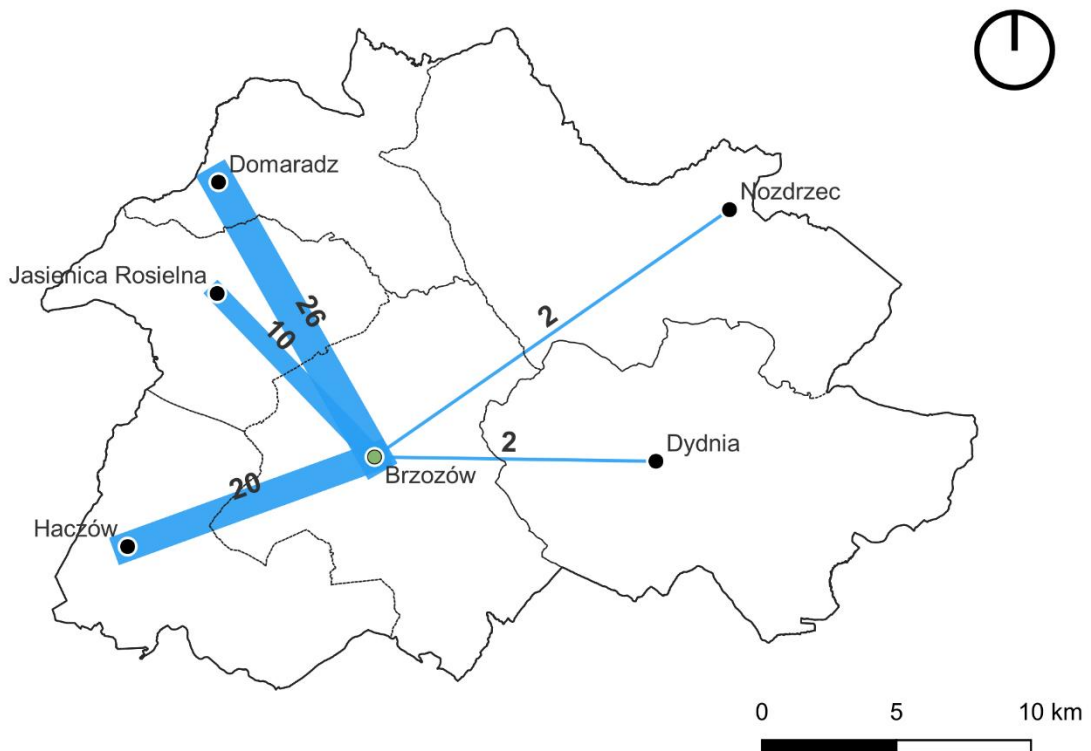 Domaradz
Nozdrzec
Jasienica Rosielna
26
10
2
2
Dydnia
Brzozów
20
Haczów
0 5 10 km